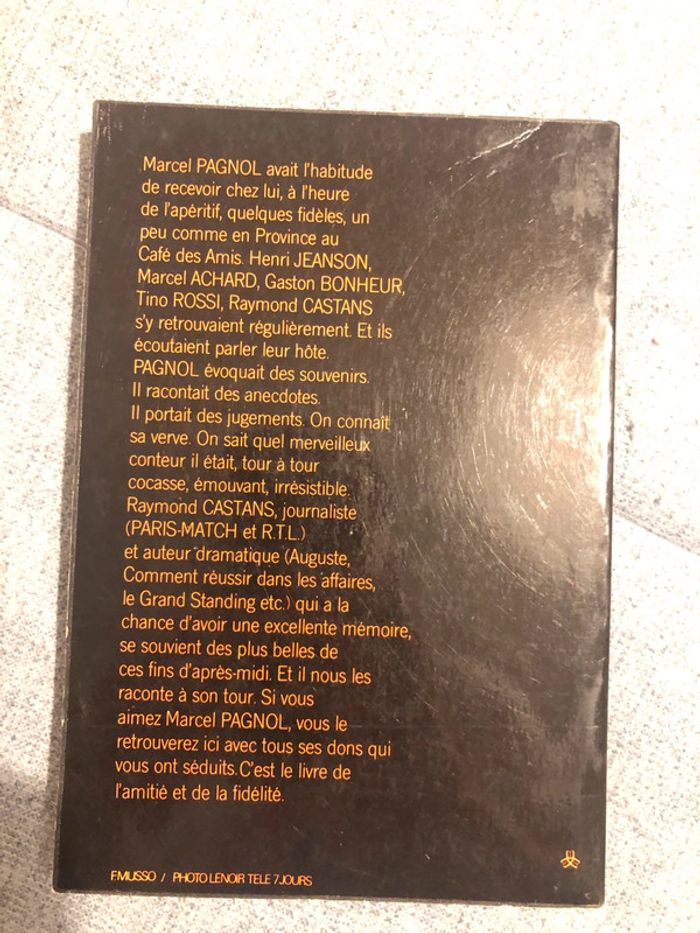 Marcel PAGNOL avait l'habitude
de recevoir chez lui, à l'heure
de l'apéritif, quelques fidèles, un
peu comme en Province au
Café des Amis. Henri JEANSON,
Marcel ACHARD, Gaston BONHEUR,
Tino ROSSI, Raymond CASTANS
s'y retrouvaient régulièrement. Et ils
écoutaient parler leur hôte.
PAGNOL évoquait des souvenirs.
Il racontait des anecdotes.
Il portait des jugements. On connaît
sa verve. On sait quel merveilleux
conteur il était, tour à tour
cocasse, émouvant, irrésistible.
Raymond CASTANS, journaliste
(PARIS-MATCH et R.T.L.)
et auteur dramatique (Auguste,
Comment réussir dans les affaires,
le Grand Standing etc.) qui a la
chance d'avoir une excellente mémoire,
se souvient des plus belles de
ces fins d'après-midi. Et il nous les
raconte à son tour. Si vous
aimez Marcel PAGNOL, vous le
retrouverez ici avec tous ses dons qui
vous ont séduits. C'est le livre de
l'amitié et de la fidélité.
F.MUSSO / PHOTO LENOIR TELE 7 JOURS